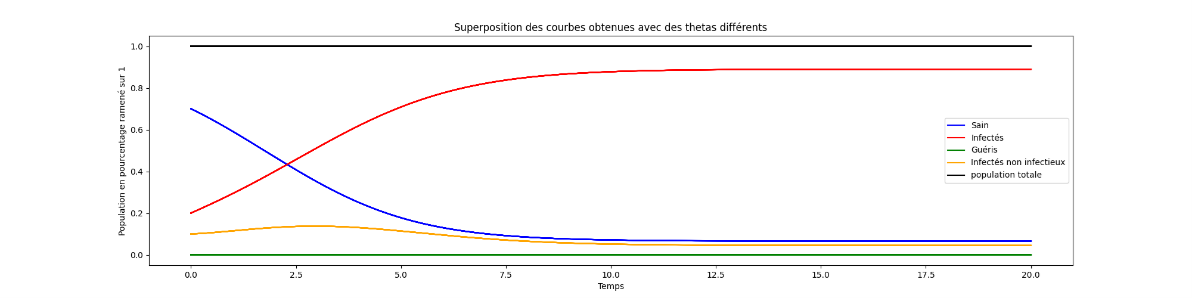 Superposition des courbes obtenues avec des thetas différents
Population en pourcentage ramené sur 1
1.0
0.8
0.6
0.4
0.2
0.0
Sain
Infectés
Guéris
Infectés non infectieux
population totale
0.0 2.5 5.0 7.5 10.0 12.5 15.0 17.5 20.0
Temps